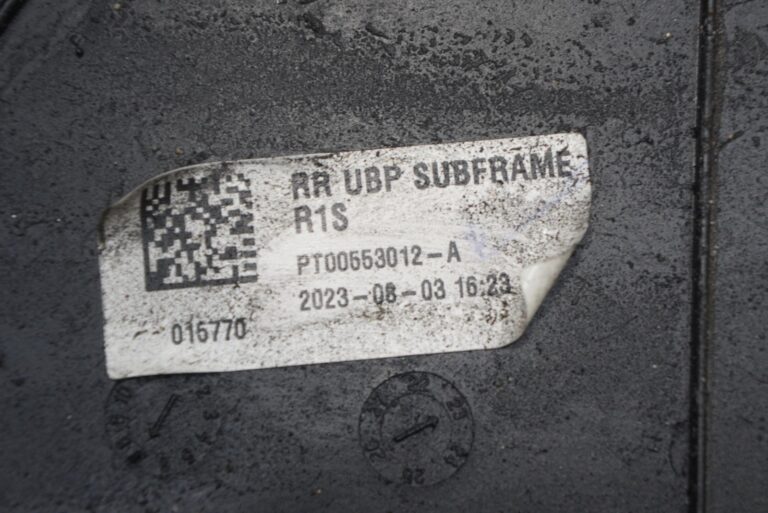 RR UBP SUBFRAME
R1S
PT00553012-A
2023-08-03 16:23
015770